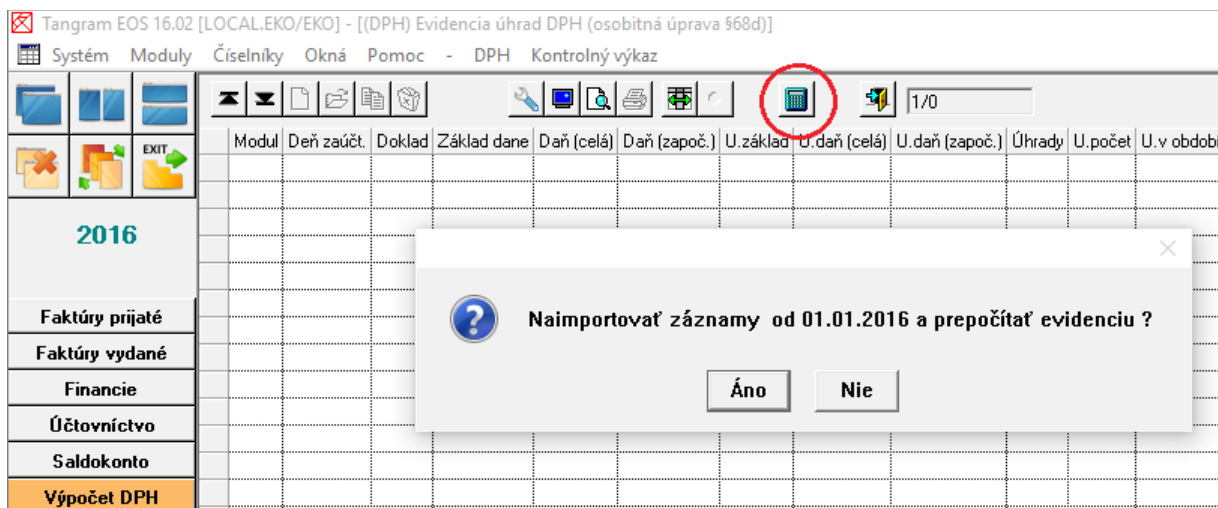 Tangram EOS 16.02 [LOCAL.EKO/EKO] - [(DPH) Evidencia úhrad DPH (osobitná úprava §68d)]
Systém Moduly Číselníky Okná Pomoc - DPH Kontrolný výkaz
1/0
EXIT
Modul Deň zaúčt. Doklad Základ dane Daň (celá) Daň (započ.) U.základ U.daň (celá) U.daň (započ.) Úhrady U.počet U.v obdobi
2016
Naimportovať záznamy od 01.01.2016 a prepočítať evidenciu ?
Áno Nie
Faktúry prijaté
Faktúry vydané
Financie
Účtovníctvo
Saldokonto
Výpočet DPH